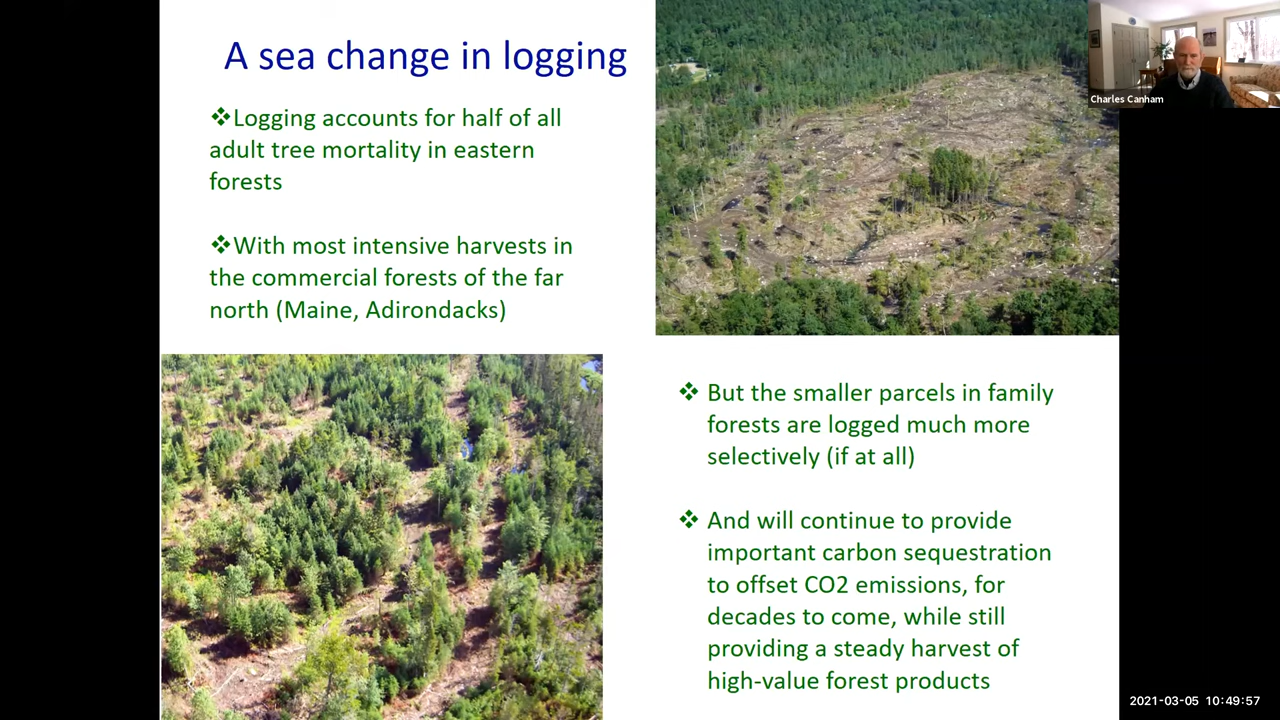 A sea change in logging
❖Logging accounts for half of all
adult tree mortality in eastern
forests
❖With most intensive harvests in
the commercial forests of the far
north (Maine, Adirondacks)
❖ But the smaller parcels in family
forests are logged much more
selectively (if at all)
❖ And will continue to provide
important carbon sequestration
to offset CO2 emissions, for
decades to come, while still
providing a steady harvest of
high-value forest products
Charles Canham
2021-03-05 10:49:57